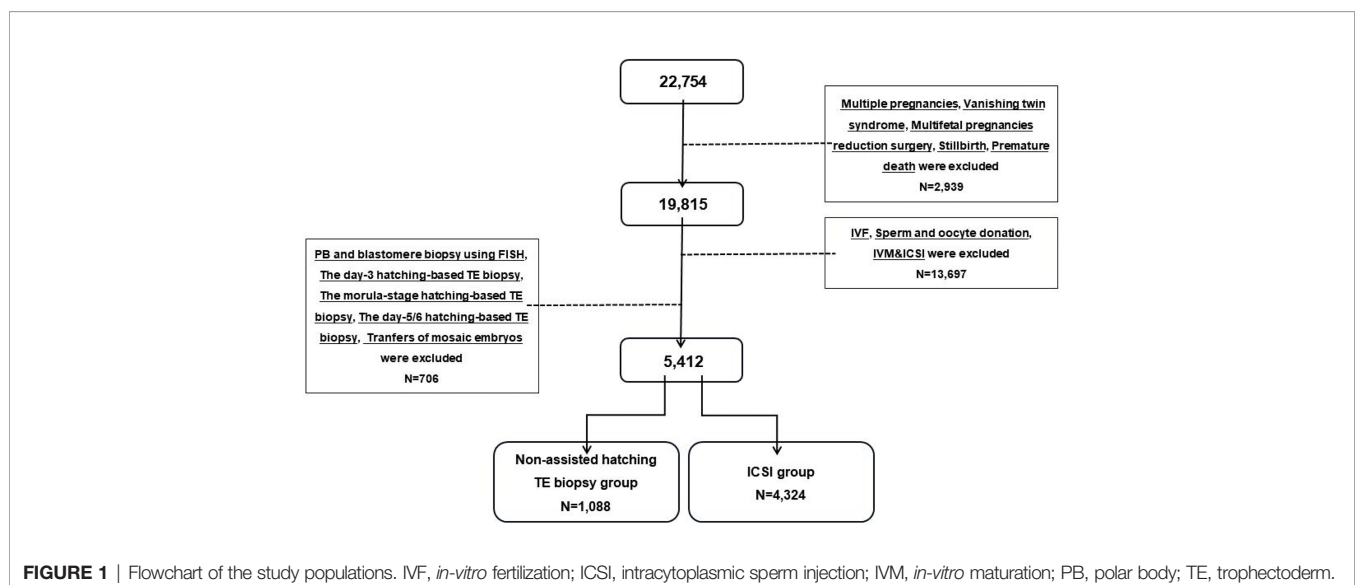 22,754
Multiple pregnancies, Vanishing twin
syndrome, Multifetal pregnancies
reduction surgery, Stillbirth, Premature
death were excluded
N=2,939
19,815
IVF, Sperm and oocyte donation,
IVM&ICSI were excluded
N=13,697
PB and blastomere biopsy using FISH,
The day-3 hatching-based TE biopsy,
The morula-stage hatching-based TE
biopsy, The day-5/6 hatching-based TE
biopsy, Tranfers of mosaic embryos
were excluded
N=706
5,412
Non-assisted hatching
TE biopsy group
N=1,088
ICSI group
N=4,324
FIGURE 1 | Flowchart of the study populations. IVF, in-vitro fertilization; ICSI, intracytoplasmic sperm injection; IVM, in-vitro maturation; PB, polar body; TE, trophectoderm.